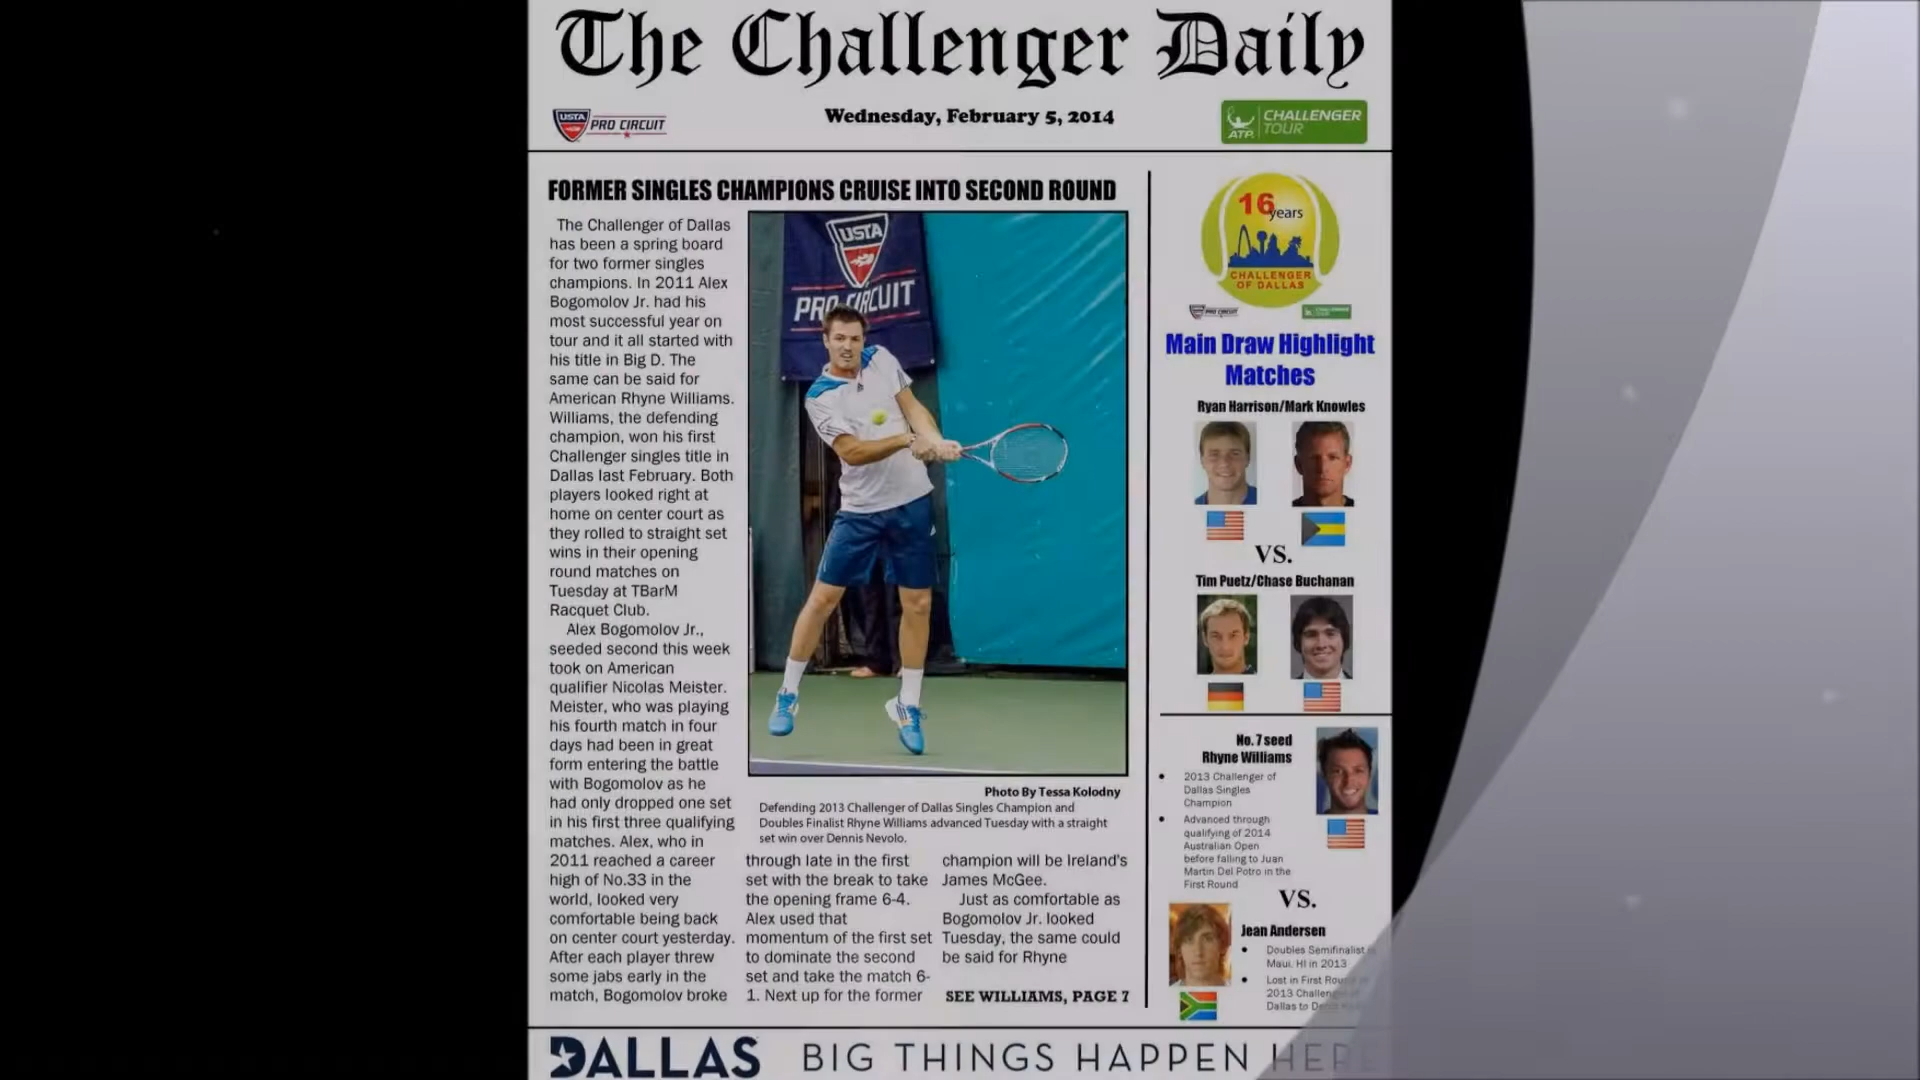 The Challenger Daily
USTA PRO CIRCUIT
Wednesday, February 5, 2014
ATP CHALLENGER
TOUR
FORMER SINGLES CHAMPIONS CRUISE INTO SECOND ROUND
The Challenger of Dallas
has been a spring board
for two former singles
champions. In 2011 Alex
Bogomolov Jr. had his
most successful year on
tour and it all started with
his title in Big D. The
same can be said for
American Rhyne Williams.
Williams, the defending
champion, won his first
Challenger singles title in
Dallas last February. Both
players looked right at
home on center court as
they rolled to straight set
wins in their opening
round matches on
Tuesday at TBarM
Racquet Club.
Alex Bogomolov Jr.,
seeded second this week
took on American
qualifier Nicolas Meister.
Meister, who was playing
his fourth match in four
days had been in great
form entering the battle
with Bogomolov as he
had only dropped one set
in his first three qualifying
matches. Alex, who in
2011 reached a career
high of No.33 in the
world, looked very
comfortable being back
on center court yesterday.
After each player threw
some jabs early in the
match, Bogomolov broke
USTA
PRO CIRCUIT
Photo By Tessa Kolodny
Defending 2013 Challenger of Dallas Singles Champion and
Doubles Finalist Rhyne Williams advanced Tuesday with a straight
set win over Dennis Nevolo.
through late in the first
set with the break to take
the opening frame 6-4.
Alex used that
momentum of the first set
to dominate the second
set and take the match 6-
1. Next up for the former
champion will be Ireland's
James McGee.
Just as comfortable as
Bogomolov Jr. looked
Tuesday, the same could
be said for Rhyne
SEE WILLIAMS, PAGE 7
16
years
CHALLENGER
OF DALLAS
PRO CIRCUIT
Main Draw Highlight
Matches
Ryan Harrison/Mark Knowles
VS.
Tim Puetz/Chase Buchanan
No. 7 seed
Rhyne Williams
• 2013 Challenger of
Dallas Singles
Champion
• Advanced through
qualifying of 2014
Australian Open
before falling to Juan
Martin Del Potro in the
First Round
VS.
Jean Andersen
• Doubles Semifinalist
Maui, HI in 2013
• Lost in First
2013
Dallas to
DALLAS BIG THINGS HAPPEN HERE